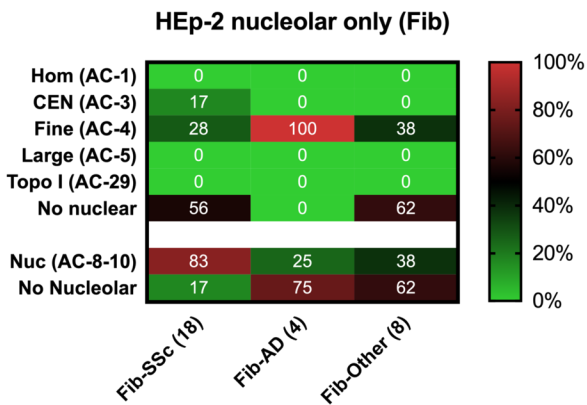 HEp-2 nucleolar only (Fib)
Hom (AC-1) 0 0 0
CEN (AC-3) 17 0 0
Fine (AC-4) 28 100 38
Large (AC-5) 0 0 0
Topo I (AC-29) 0 0 0
No nuclear 56 0 62
Nuc (AC-8-10) 83 25 38
No Nucleolar 17 75 62
Fib-SSc (18)
Fib-AD (4)
Fib-Other (8)
100%
80%
60%
40%
20%
0%